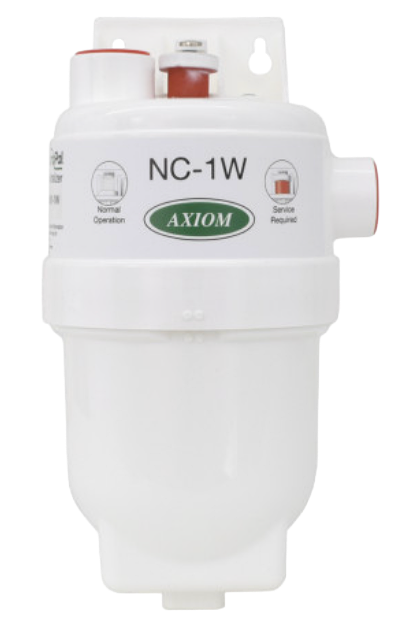 NC-1W
Normal
Operation
AXIOM
Service
Required